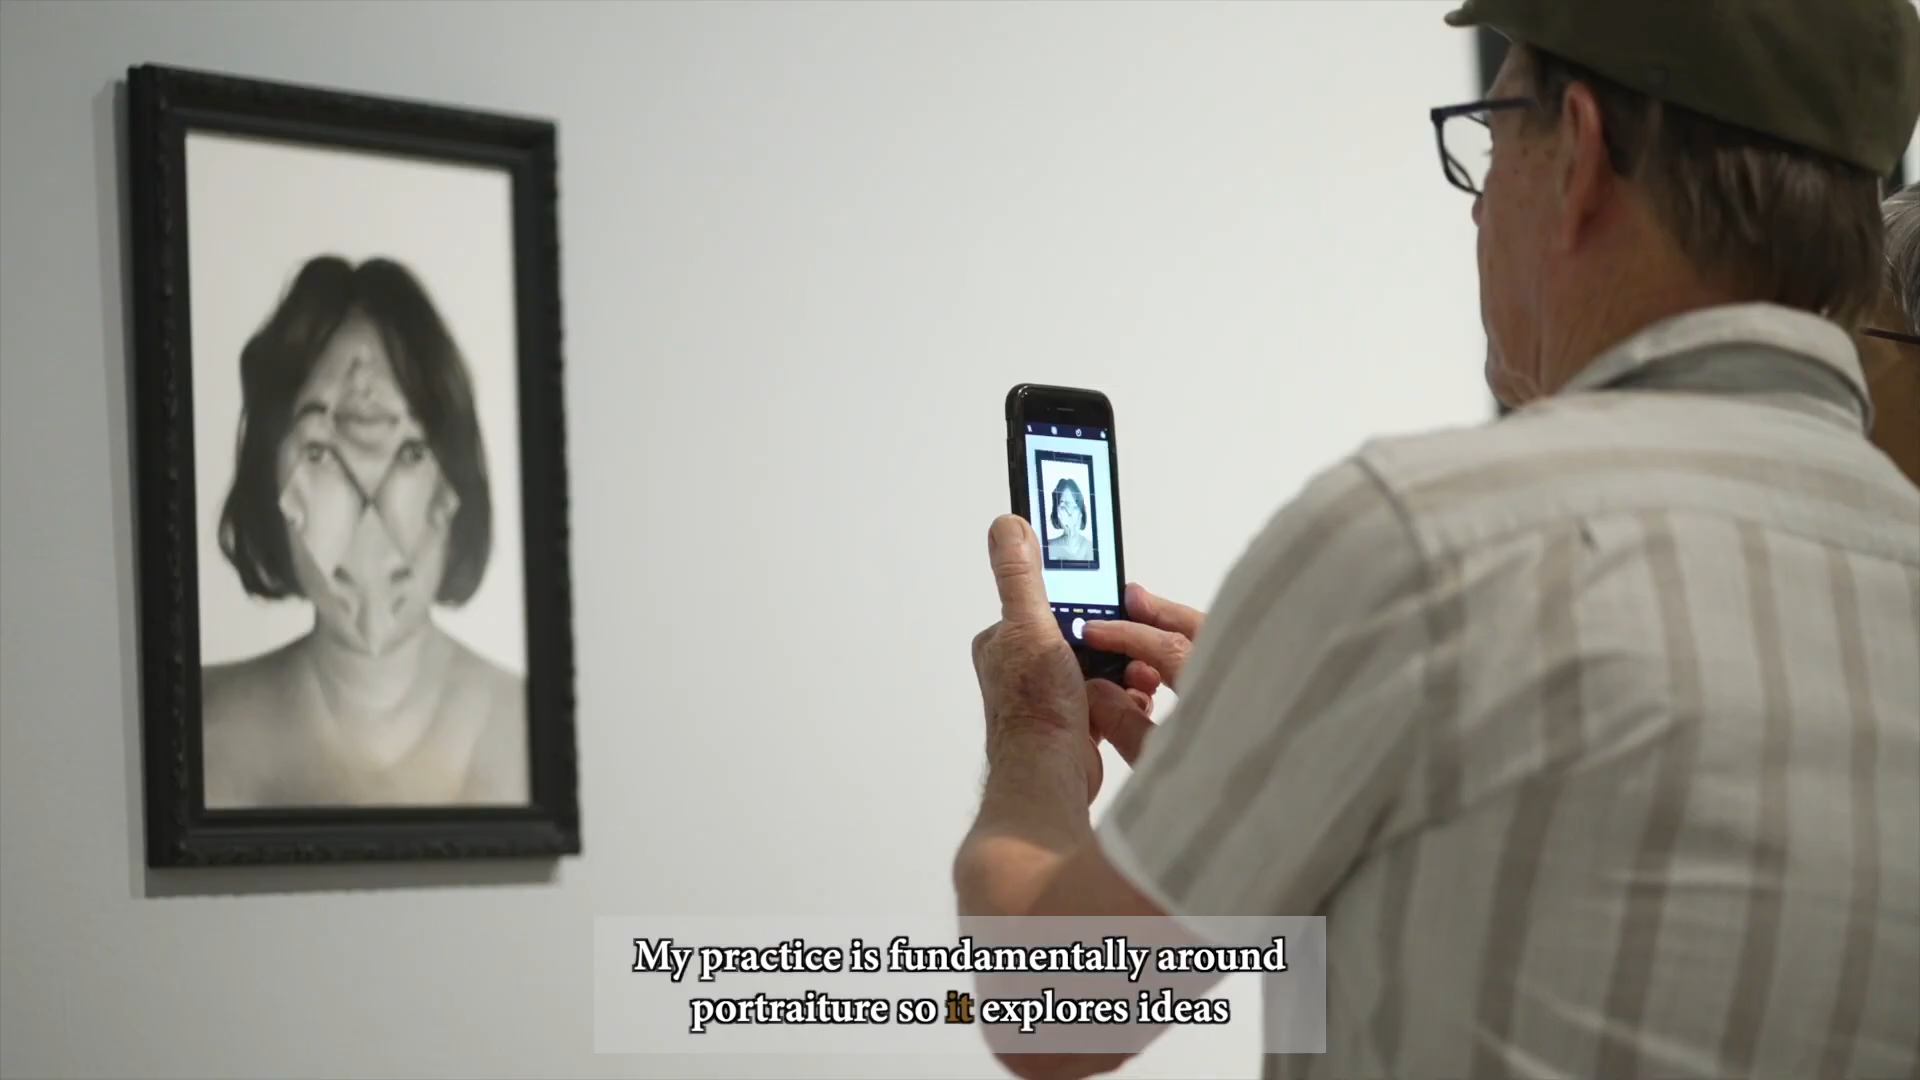 My practice is fundamentally around
portraiture so it explores ideas